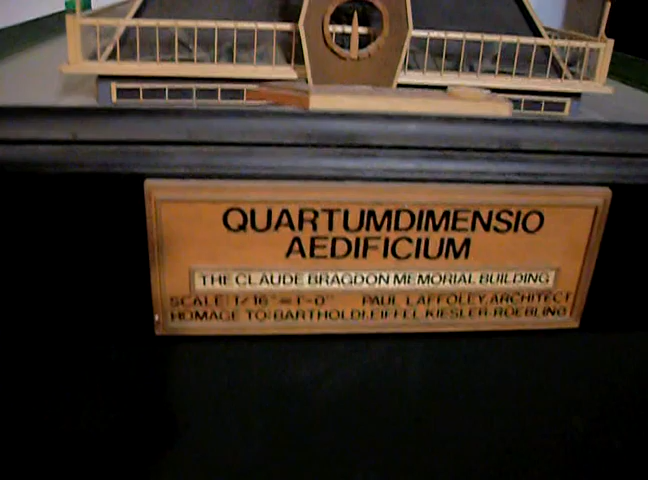 QUARTUMDIMENSIO
AEDIFICIUM
THE CLAUDE BRAGDON MEMORIAL BUILDING
SCALE: 1/16" = 1'-0" PAUL LAFFOLEY, ARCHITECT
HOMAGE TO: BARTHOLDI-EIFFEL-KIESLER-ROEBLING